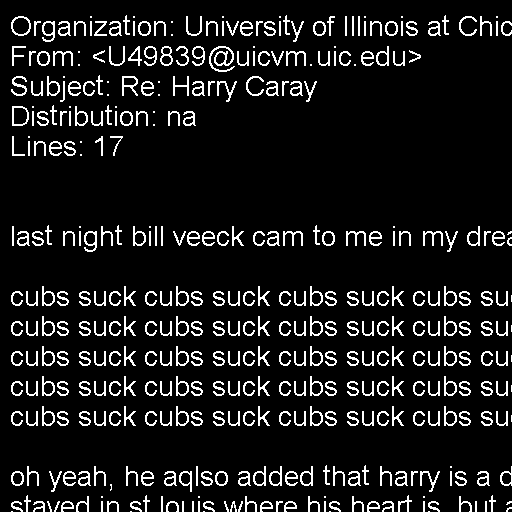 Organization: University of Illinois at Chic
From: <U49839@uicvm.uic.edu>
Subject: Re: Harry Caray
Distribution: na
Lines: 17
last night bill veeck cam to me in my drea
cubs suck cubs suck cubs suck cubs su
cubs suck cubs suck cubs suck cubs su
cubs suck cubs suck cubs suck cubs cu
cubs suck cubs suck cubs suck cubs su
cubs suck cubs suck cubs suck cubs su
oh yeah, he aqlso added that harry is a d
stayed in st louis where his heart is, but a